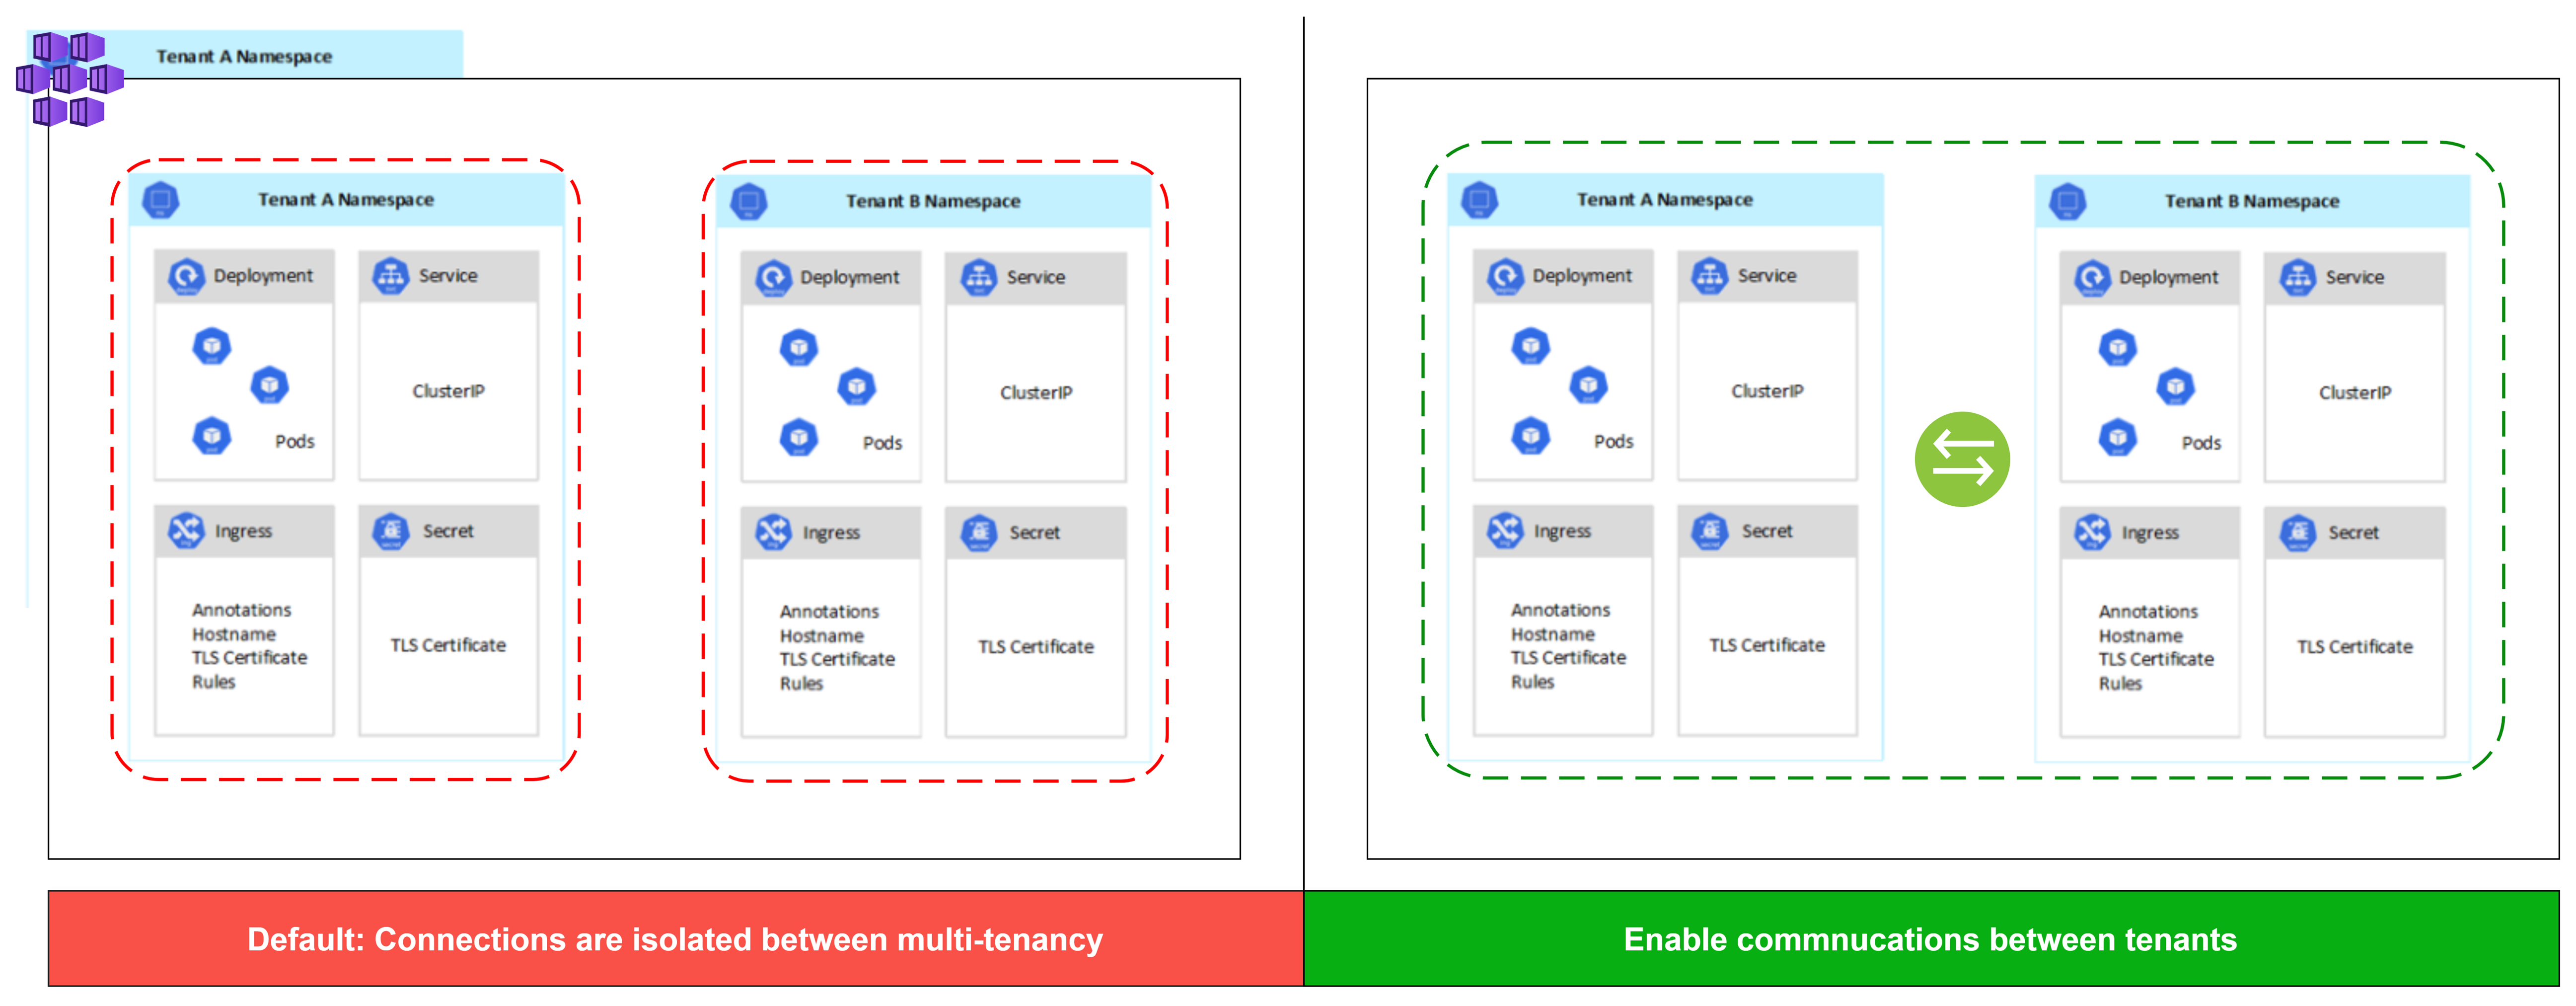 Tenant A Namespace
Tenant A Namespace
Deployment
Service
Pods
ClusterIP
Ingress
Secret
Annotations
Hostname
TLS Certificate
Rules
TLS Certificate
Tenant B Namespace
Deployment
Service
Pods
ClusterIP
Ingress
Secret
Annotations
Hostname
TLS Certificate
Rules
TLS Certificate
Default: Connections are isolated between multi-tenancy
Tenant A Namespace
Deployment
Service
Pods
ClusterIP
Ingress
Secret
Annotations
Hostname
TLS Certificate
Rules
TLS Certificate
Tenant B Namespace
Deployment
Service
Pods
ClusterIP
Ingress
Secret
Annotations
Hostname
TLS Certificate
Rules
TLS Certificate
Enable commnucations between tenants